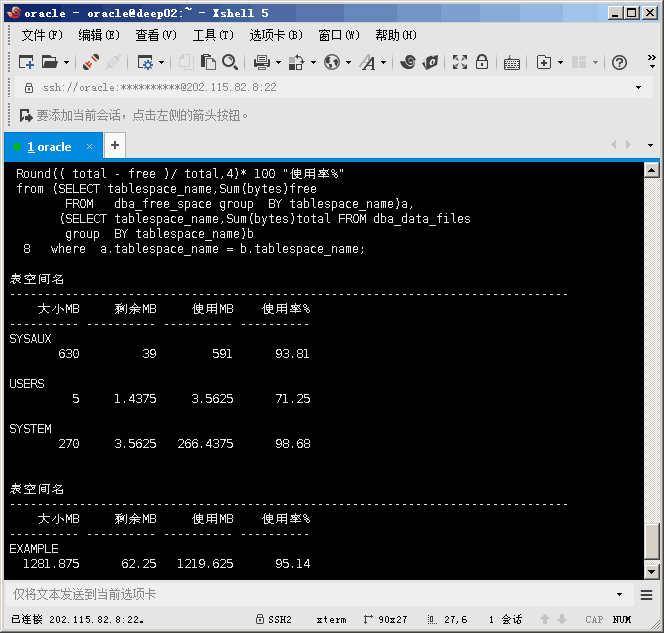 oracle - oracle@deep02:~ - Xshell 5
文件(F) 编辑(E) 查看(V) 工具(T) 选项卡(B) 窗口(W) 帮助(H)
ssh://oracle:**********@202.115.82.8:22
要添加当前会话，点击左侧的箭头按钮。
1 oracle
Round(( total - free )/ total,4)* 100 "使用率%"
from (SELECT tablespace_name,Sum(bytes)free
FROM dba_free_space group BY tablespace_name)a,
(SELECT tablespace_name,Sum(bytes)total FROM dba_data_files
group BY tablespace_name)b
8 where a.tablespace_name = b.tablespace_name;
表空间名
--------------------------------------------------------------------------------
大小MB 剩余MB 使用MB 使用率%
---------- ---------- ---------- ----------
SYSAUX
630 39 591 93.81
USERS
5 1.4375 3.5625 71.25
SYSTEM
270 3.5625 266.4375 98.68
表空间名
--------------------------------------------------------------------------------
大小MB 剩余MB 使用MB 使用率%
---------- ---------- ---------- ----------
EXAMPLE
1281.875 62.25 1219.625 95.14
仅将文本发送到当前选项卡
已连接 202.115.82.8:22。 SSH2 xterm 90x27 27,6 1 会话 CAP NUM